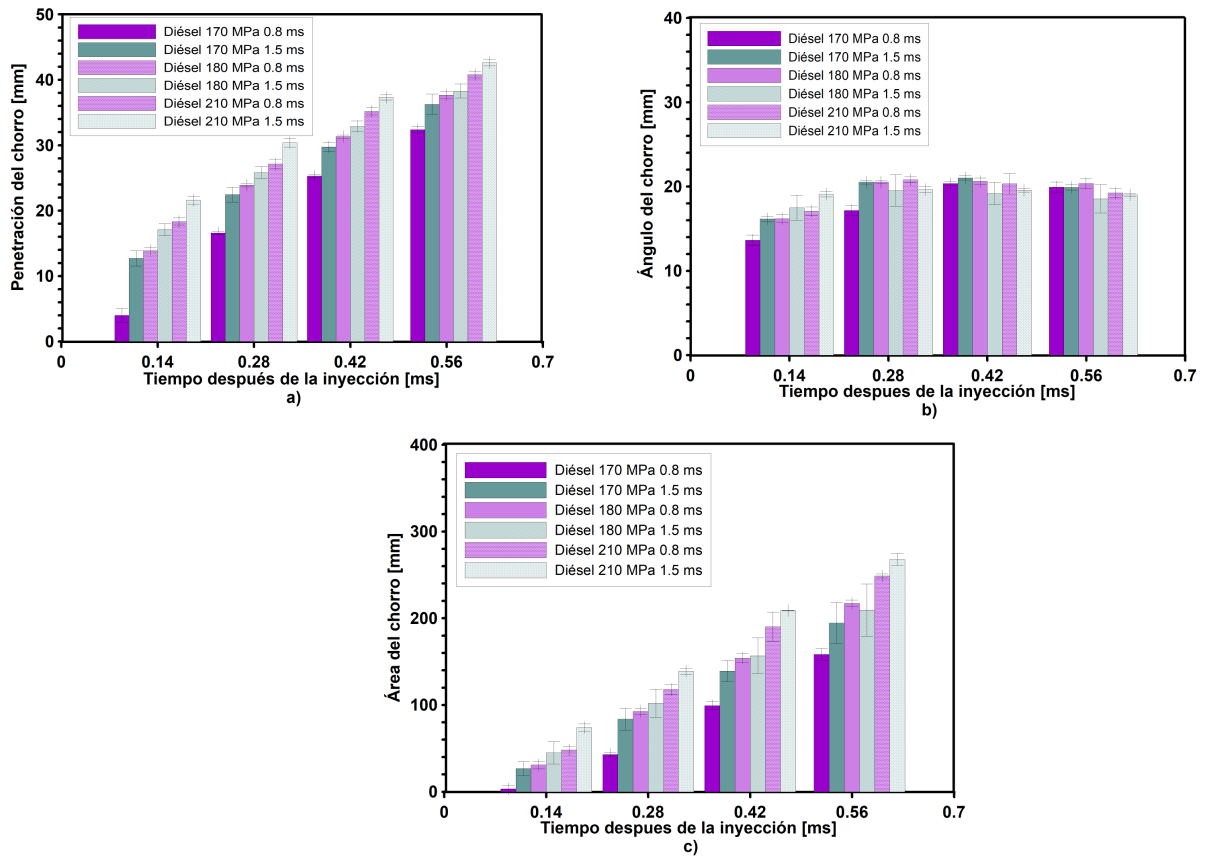 50
40
30
20
10
0
Penetración del chorro [mm]
Diésel 170 MPa 0.8 ms
Diésel 170 MPa 1.5 ms
Diésel 180 MPa 0.8 ms
Diésel 180 MPa 1.5 ms
Diésel 210 MPa 0.8 ms
Diésel 210 MPa 1.5 ms
0 0.14 0.28 0.42 0.56 0.7
Tiempo después de la inyección [ms]
a)
40
30
20
10
0
Ángulo del chorro [mm]
Diésel 170 MPa 0.8 ms
Diésel 170 MPa 1.5 ms
Diésel 180 MPa 0.8 ms
Diésel 180 MPa 1.5 ms
Diésel 210 MPa 0.8 ms
Diésel 210 MPa 1.5 ms
0 0.14 0.28 0.42 0.56 0.7
Tiempo despues de la inyección [ms]
b)
400
300
200
100
0
Área del chorro [mm]
Diésel 170 MPa 0.8 ms
Diésel 170 MPa 1.5 ms
Diésel 180 MPa 0.8 ms
Diésel 180 MPa 1.5 ms
Diésel 210 MPa 0.8 ms
Diésel 210 MPa 1.5 ms
0 0.14 0.28 0.42 0.56 0.7
Tiempo despues de la inyección [ms]
c)